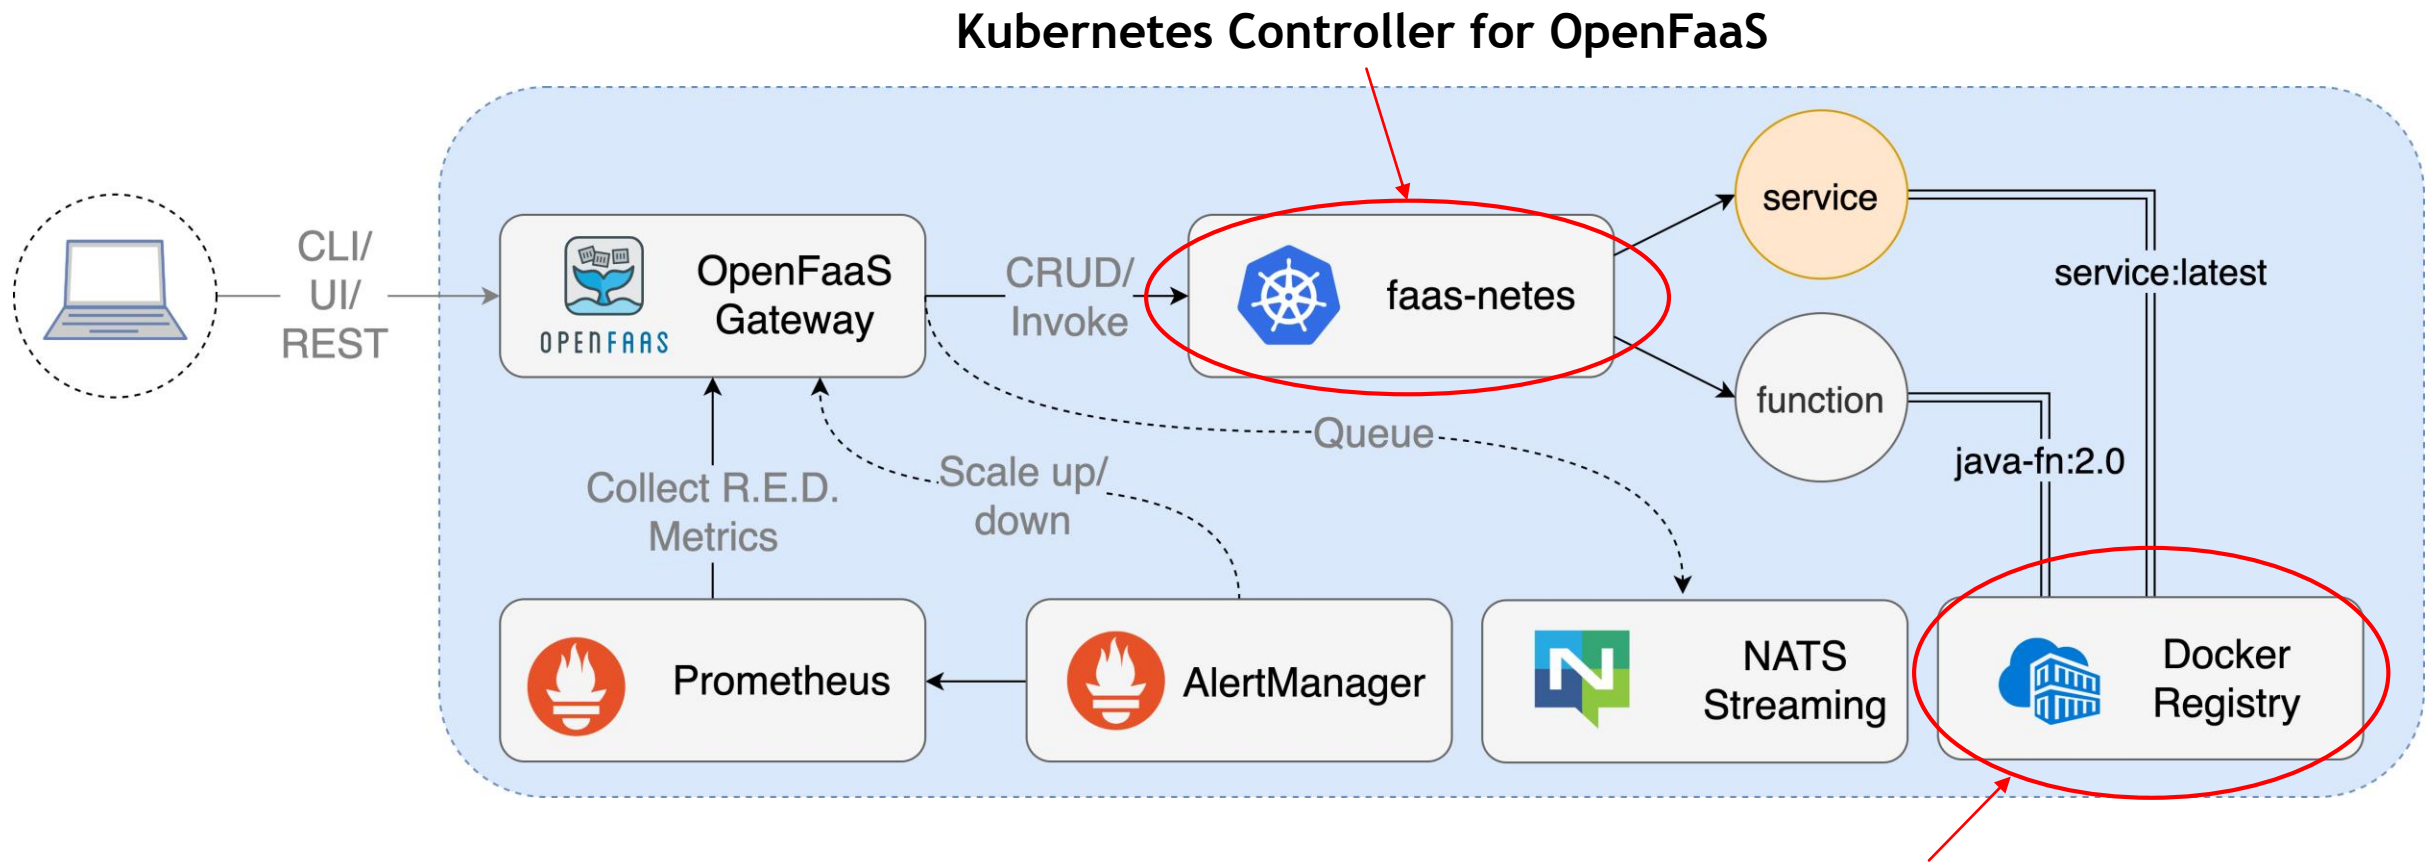 Kubernetes Controller for OpenFaaS
CLI/
UI/
REST
OPENFAAS
OpenFaaS
Gateway
CRUD/
Invoke
faas-netes
service
service:latest
function
java-fn:2.0
Queue
Scale up/
down
Collect R.E.D.
Metrics
Prometheus
AlertManager
N
NATS
Streaming
Docker
Registry